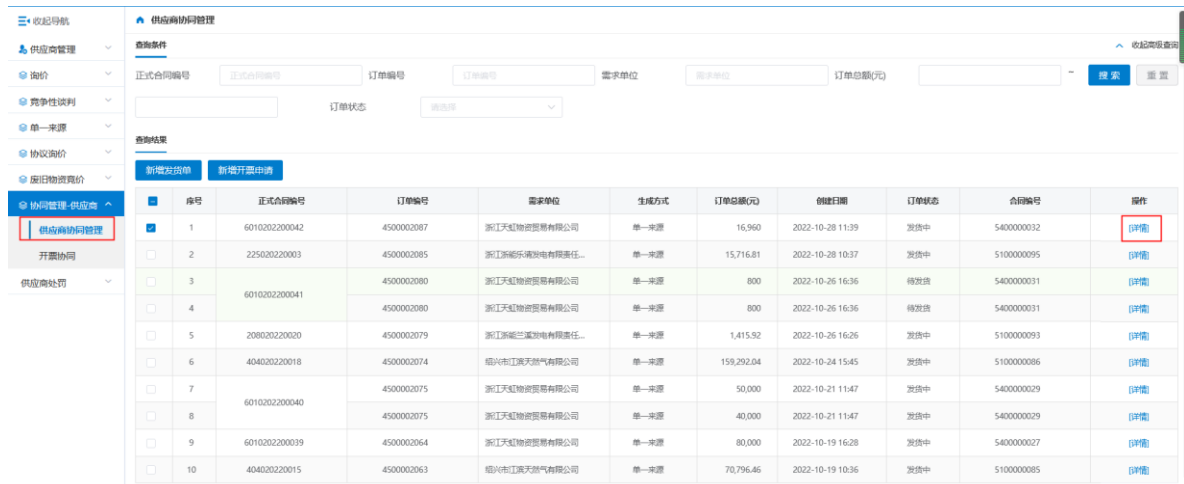 收起导航
供应商管理
询价
竞争性谈判
单一来源
协议询价
废旧物资竞价
协同管理-供应商
供应商协同管理
开票协同
供应商处罚
供应商协同管理
查询条件
收起高级查询
正式合同编号 正式合同编号 订单编号 订单编号 需求单位 需求单位 订单总额(元) - 搜索 重置
订单状态 请选择
查询结果
新增发货单 新增开票申请
序号 正式合同编号 订单编号 需求单位 生成方式 订单总额(元) 创建日期 订单状态 合同编号 操作
1 6010202200042 4500002087 浙江天虹物资贸易有限公司 单一来源 16,960 2022-10-28 11:39 发货中 5400000032 [详情]
2 225020220003 4500002085 浙江浙能乐清发电有限责任... 单一来源 15,716.81 2022-10-28 10:37 发货中 5100000095 [详情]
3 6010202200041 4500002080 浙江天虹物资贸易有限公司 单一来源 800 2022-10-26 16:36 待发货 5400000031 [详情]
4 4500002080 浙江天虹物资贸易有限公司 单一来源 800 2022-10-26 16:36 待发货 5400000031 [详情]
5 208020220020 4500002079 浙江浙能兰溪发电有限责任... 单一来源 1,415.92 2022-10-26 16:26 发货中 5100000093 [详情]
6 404020220018 4500002074 绍兴市江滨天然气有限公司 单一来源 159,292.04 2022-10-24 15:45 发货中 5100000086 [详情]
7 6010202200040 4500002075 浙江天虹物资贸易有限公司 单一来源 50,000 2022-10-21 11:47 发货中 5400000029 [详情]
8 4500002075 浙江天虹物资贸易有限公司 单一来源 40,000 2022-10-21 11:47 发货中 5400000029 [详情]
9 6010202200039 4500002064 浙江天虹物资贸易有限公司 单一来源 80,000 2022-10-19 16:28 发货中 5400000027 [详情]
10 404020220015 4500002063 绍兴市江滨天然气有限公司 单一来源 70,796.46 2022-10-19 10:36 发货中 5100000085 [详情]